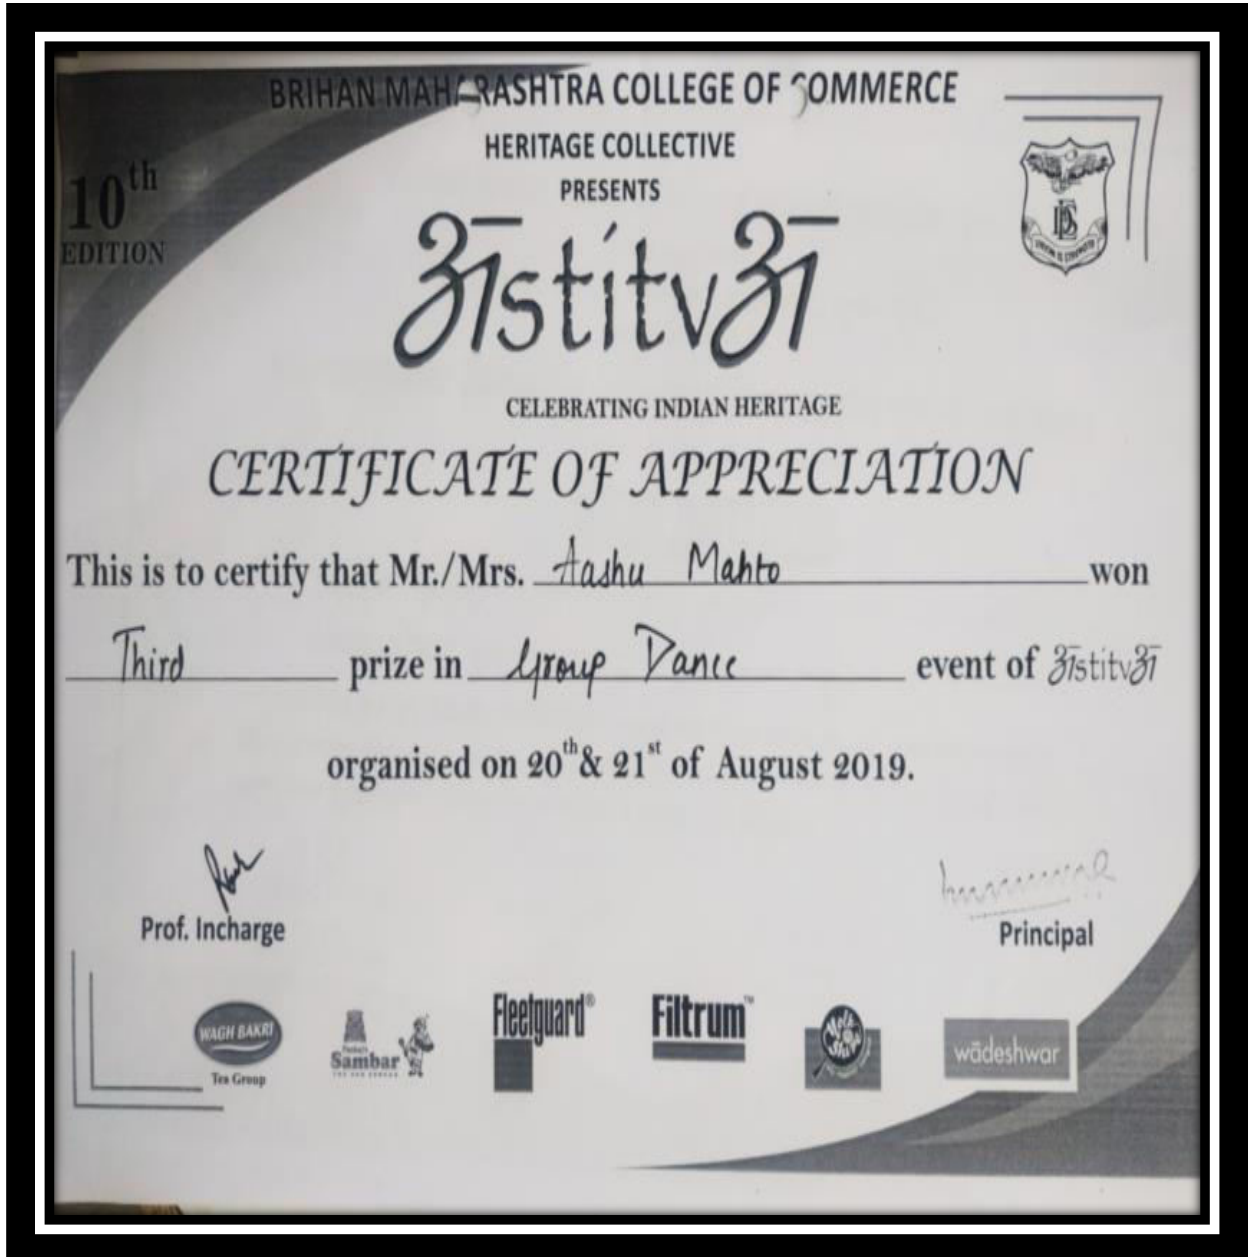 BRIHAN MAHARASHTRA COLLEGE OF COMMERCE
HERITAGE COLLECTIVE
PRESENTS
10th
EDITION
अstitvअ
CELEBRATING INDIAN HERITAGE
CERTIFICATE OF APPRECIATION
This is to certify that Mr./Mrs. Aashu Mahto won
Third prize in Group Dance event of अstitvअ
organised on 20th & 21st of August 2019.
Prof. Incharge
Principal
WAGH BAKRI
Tea Group
Sambar
Fleetguard®
Filtrum™
wādeshwar